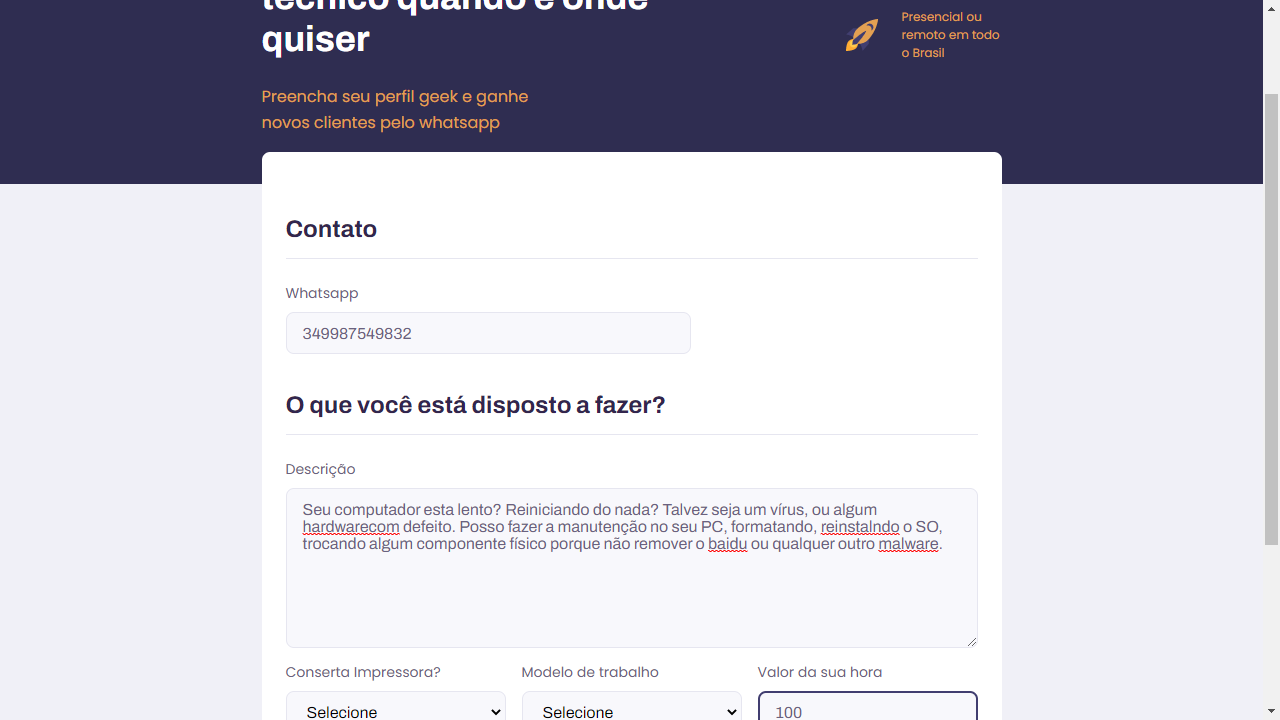 técnico quando e onde
quiser
Presencial ou
remoto em todo
o Brasil
Preencha seu perfil geek e ganhe
novos clientes pelo whatsapp
Contato
Whatsapp
349987549832
O que você está disposto a fazer?
Descrição
Seu computador esta lento? Reiniciando do nada? Talvez seja um vírus, ou algum
hardwarecom defeito. Posso fazer a manutenção no seu PC, formatando, reinstalndo o SO,
trocando algum componente físico porque não remover o baidu ou qualquer outro malware.
Conserta Impressora?
Modelo de trabalho
Valor da sua hora
Selecione
Selecione
100